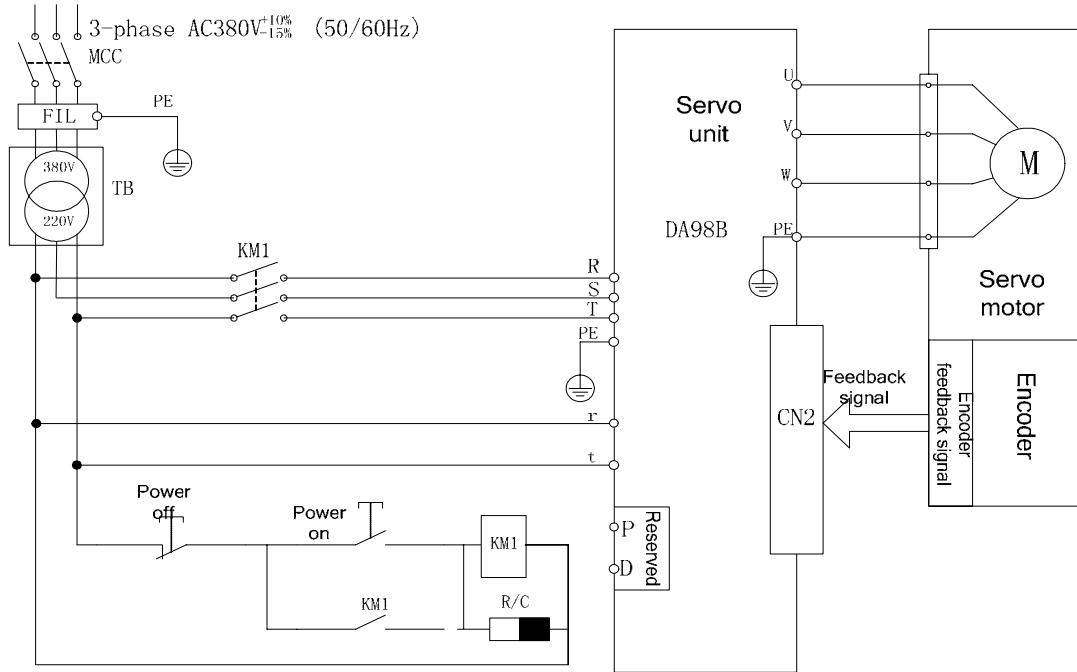 3-phase AC380V+10% -15% (50/60Hz)
MCC
FIL
PE
380V
220V
TB
KM1
R
S
T
PE
r
t
Power
off
Power
on
KM1
KM1
R/C
Servo
unit
DA98B
U
V
W
PE
P
D
Reserved
CN2
M
Servo
motor
Feedback
signal
Encoder
feedback signal
Encoder